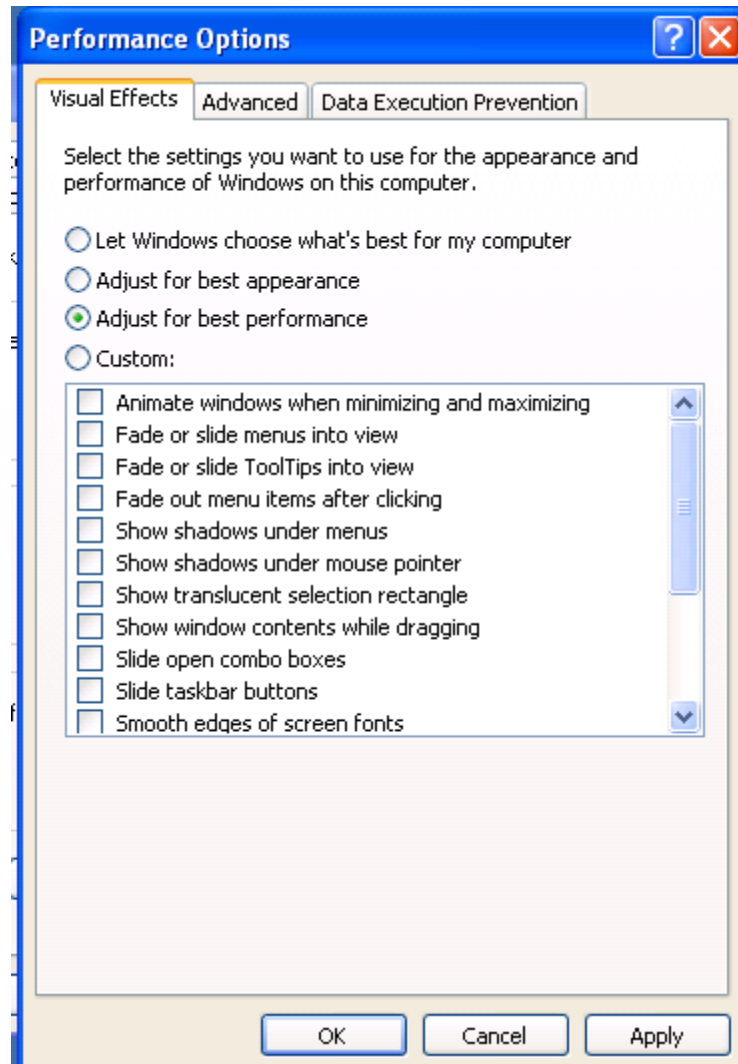 Performance Options
Visual Effects
Advanced
Data Execution Prevention
Select the settings you want to use for the appearance and
performance of Windows on this computer.
Let Windows choose what's best for my computer
Adjust for best appearance
Adjust for best performance
Custom:
Animate windows when minimizing and maximizing
Fade or slide menus into view
Fade or slide ToolTips into view
Fade out menu items after clicking
Show shadows under menus
Show shadows under mouse pointer
Show translucent selection rectangle
Show window contents while dragging
Slide open combo boxes
Slide taskbar buttons
Smooth edges of screen fonts
OK
Cancel
Apply